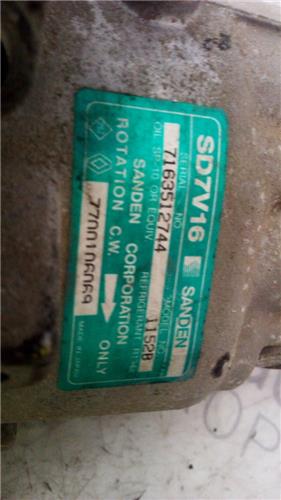 SD7V16 SANDEN
SERIAL NO MODEL NO
7163512744 1152B
OIL SP-10 OR EQUIV REFRIGERANT R134a
SANDEN CORPORATION
ROTATION C.W. ONLY
7700106069
MADE IN JAPAN